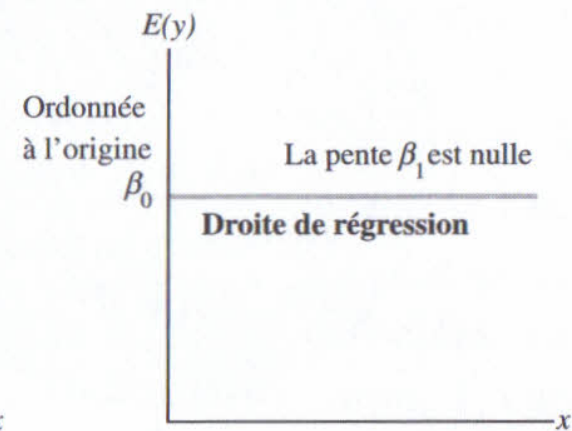 E(y)
Ordonnée
à l'origine
La pente β₁ est nulle
β₀
Droite de régression
x